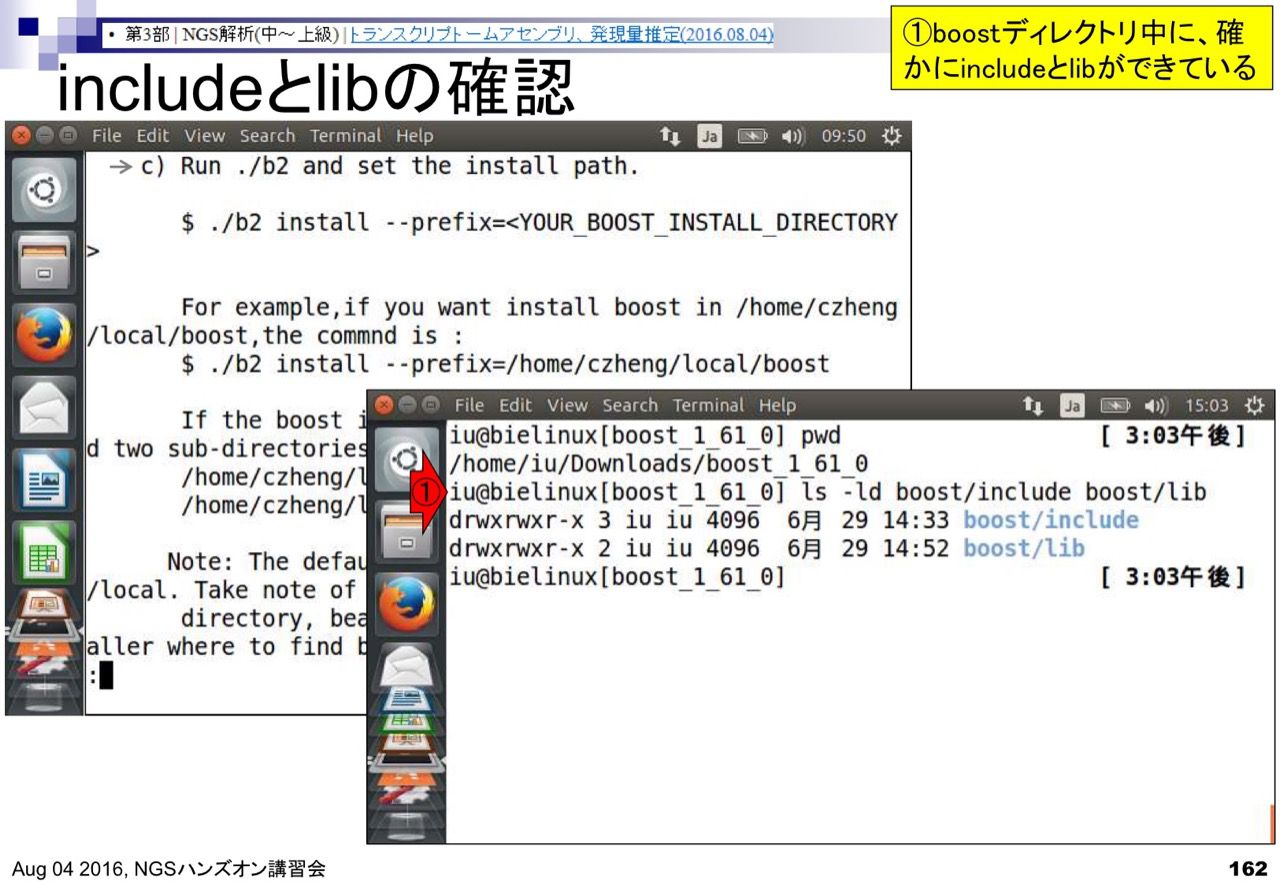 • 第3部 | NGS解析(中～上級) | トランスクリプトームアセンブリ、発現量推定(2016.08.04)
includeとlibの確認
①boostディレクトリ中に、確
かにincludeとlibができている
File Edit View Search Terminal Help
Ja
09:50
→ c) Run ./b2 and set the install path.
$ ./b2 install --prefix=<YOUR_BOOST_INSTALL_DIRECTORY
>
For example,if you want install boost in /home/czheng
/local/boost,the commnd is :
$ ./b2 install --prefix=/home/czheng/local/boost
If the boost i
d two sub-directories
/home/czheng/l
/home/czheng/l
Note: The defau
/local. Take note of
directory, bea
aller where to find b
:
File Edit View Search Terminal Help
Ja
15:03
iu@bielinux[boost_1_61_0] pwd [ 3:03午後]
/home/iu/Downloads/boost_1_61_0
①
iu@bielinux[boost_1_61_0] ls -ld boost/include boost/lib
drwxrwxr-x 3 iu iu 4096 6月 29 14:33 boost/include
drwxrwxr-x 2 iu iu 4096 6月 29 14:52 boost/lib
iu@bielinux[boost_1_61_0] [ 3:03午後]
Aug 04 2016, NGSハンズオン講習会
162